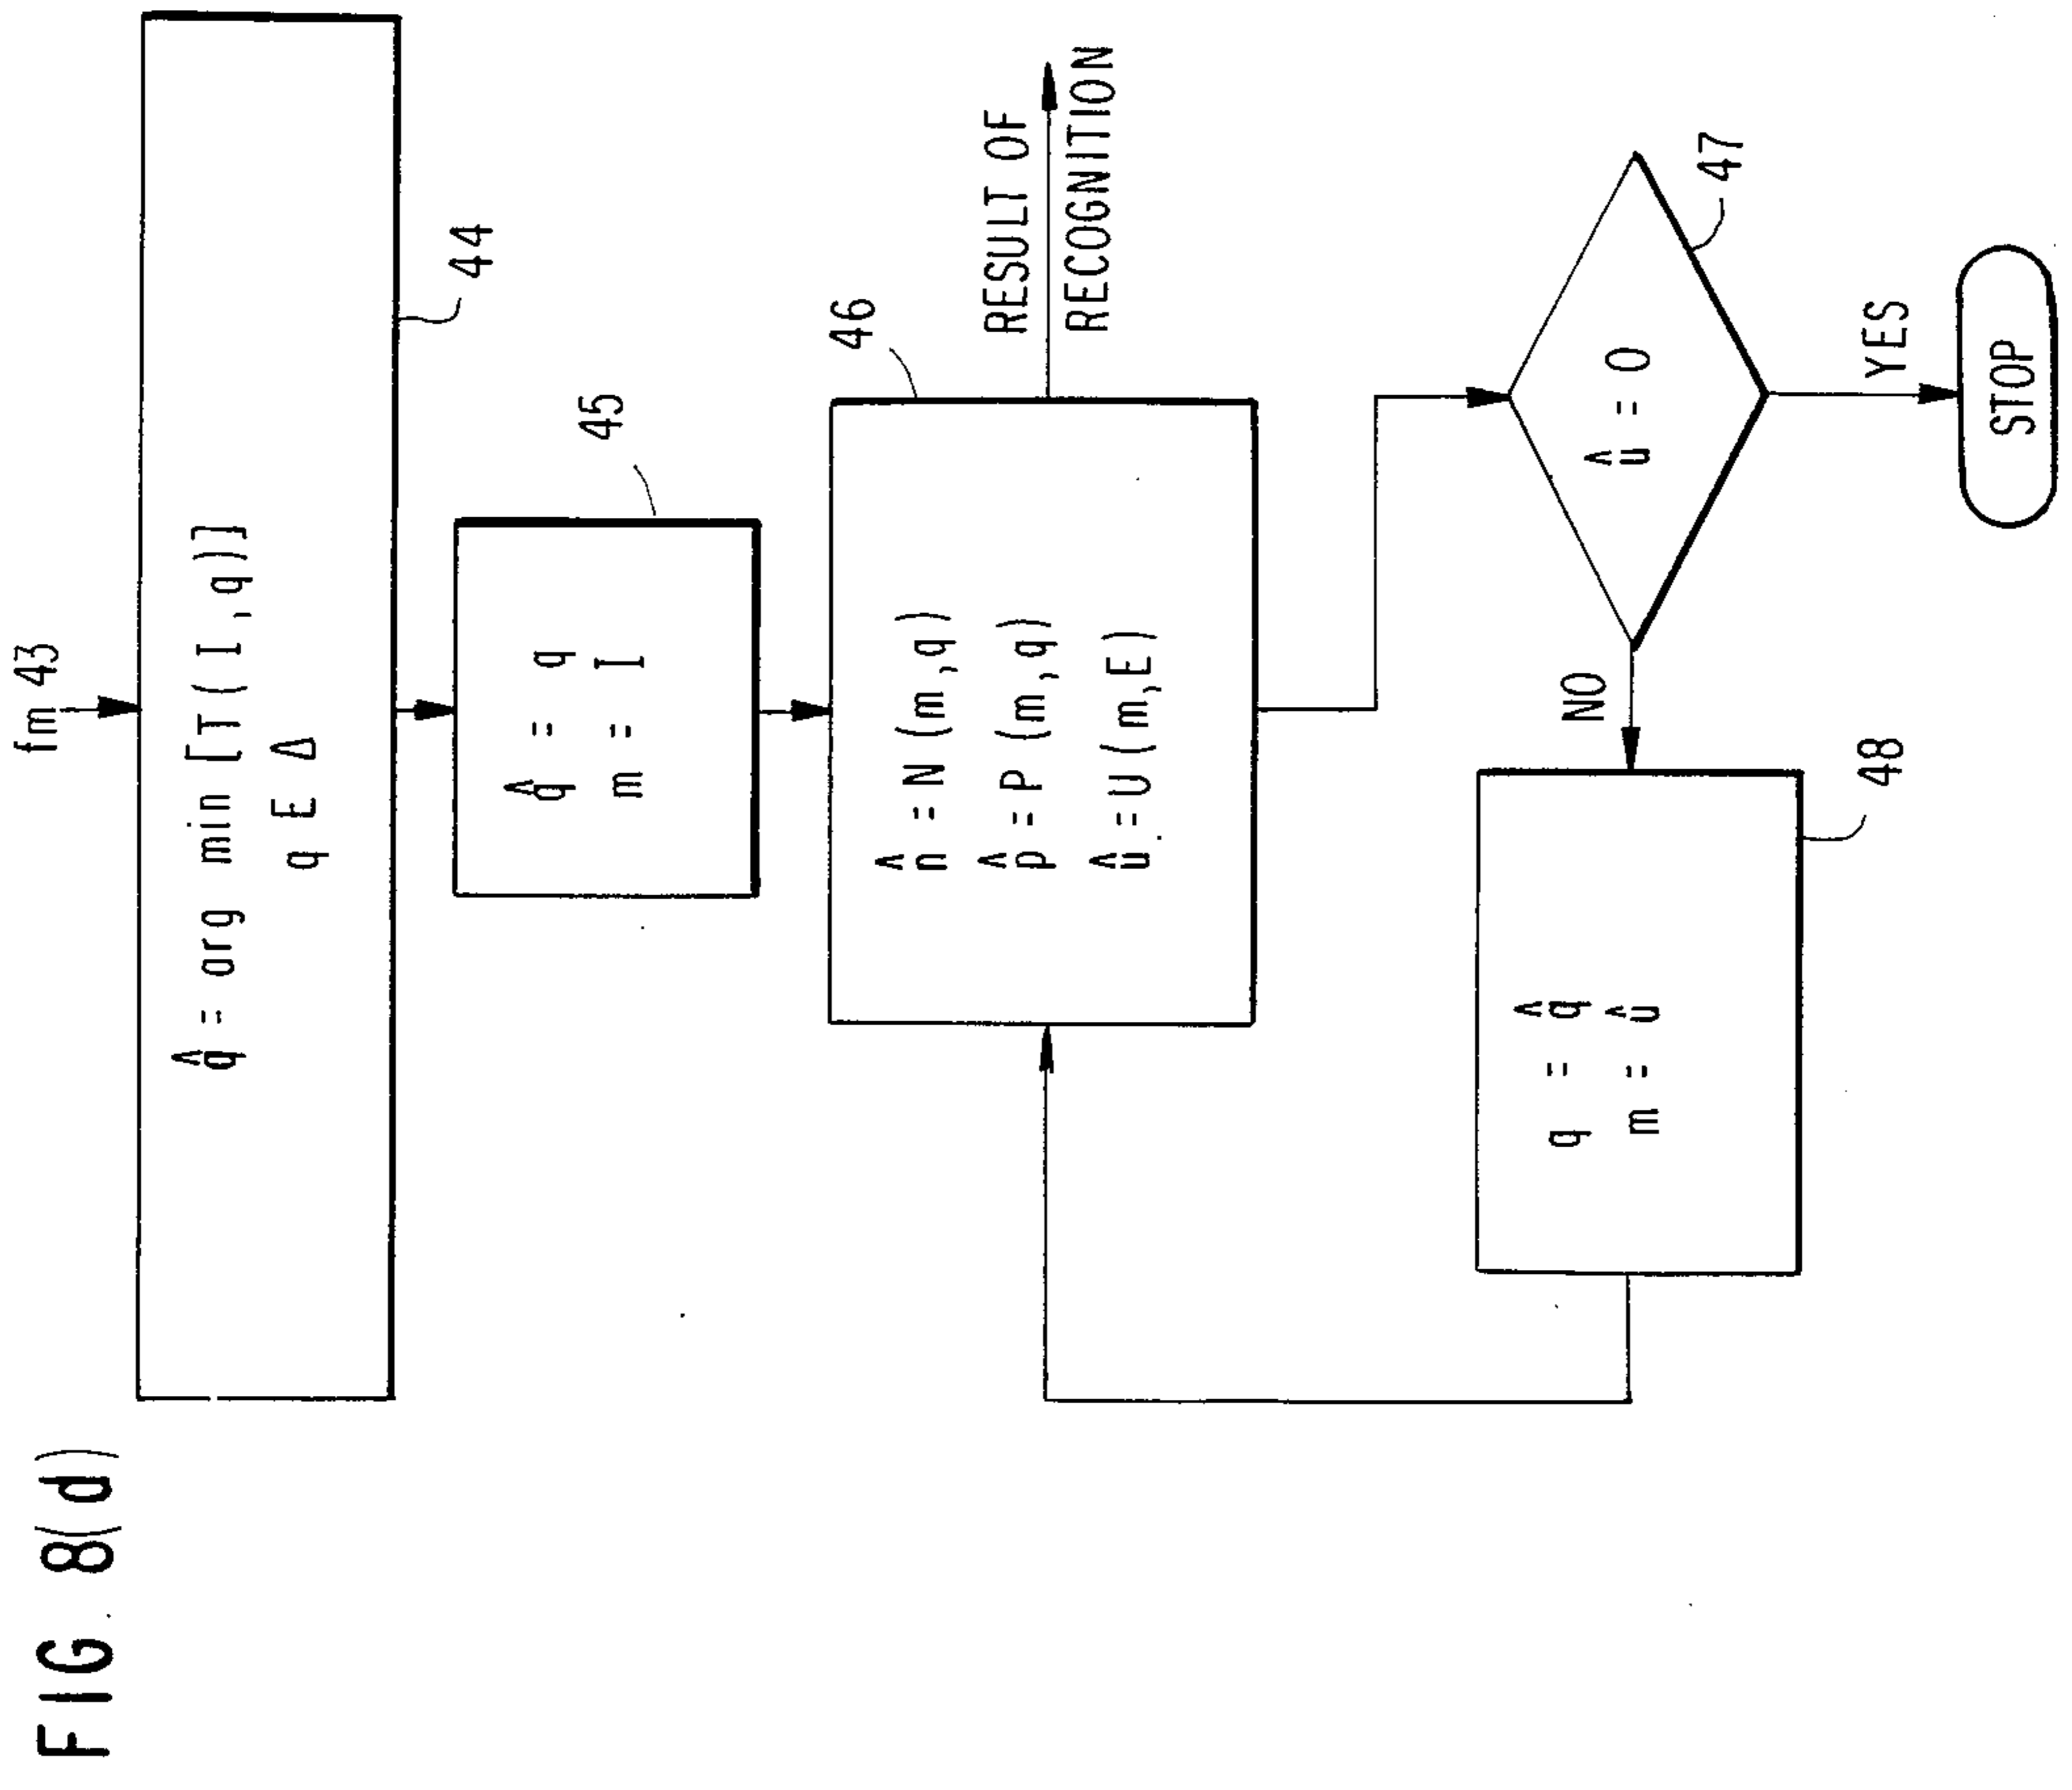 FIG. 8(d)
fm 43
q̂ = arg min [T(I,q)]
q E Δ
44
45
q̂ = q
m = I
46
n̂ = N (m,q)
p̂ = P (m,q)
û = U (m,E)
RESULT OF
RECOGNITION
û = 0
47
NO
YES
48
q = q̂
m = û
STOP